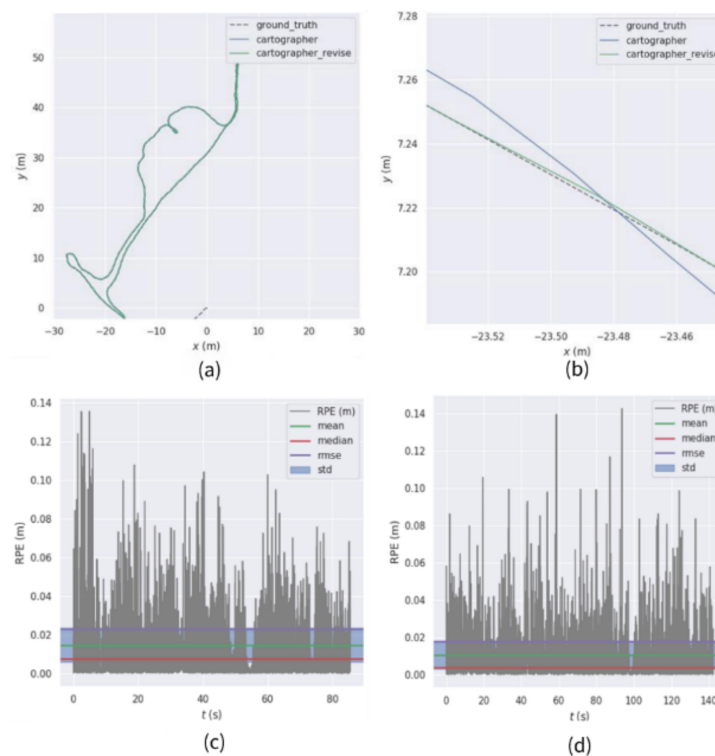 ground_truth
cartographer
cartographer_revise
50
40
30
20
10
0
y (m)
−30 −20 −10 0 10 20 30
x (m)
(a)
7.28
ground_truth
cartographer
cartographer_revise
7.26
7.24
7.22
7.20
y (m)
−23.52 −23.50 −23.48 −23.46
x (m)
(b)
0.14
0.12
0.10
0.08
0.06
0.04
0.02
0.00
RPE (m)
RPE (m)
mean
median
rmse
std
0 20 40 60 80
t (s)
(c)
0.14
0.12
0.10
0.08
0.06
0.04
0.02
0.00
RPE (m)
RPE (m)
mean
median
rmse
std
0 20 40 60 80 100 120 140
t (s)
(d)